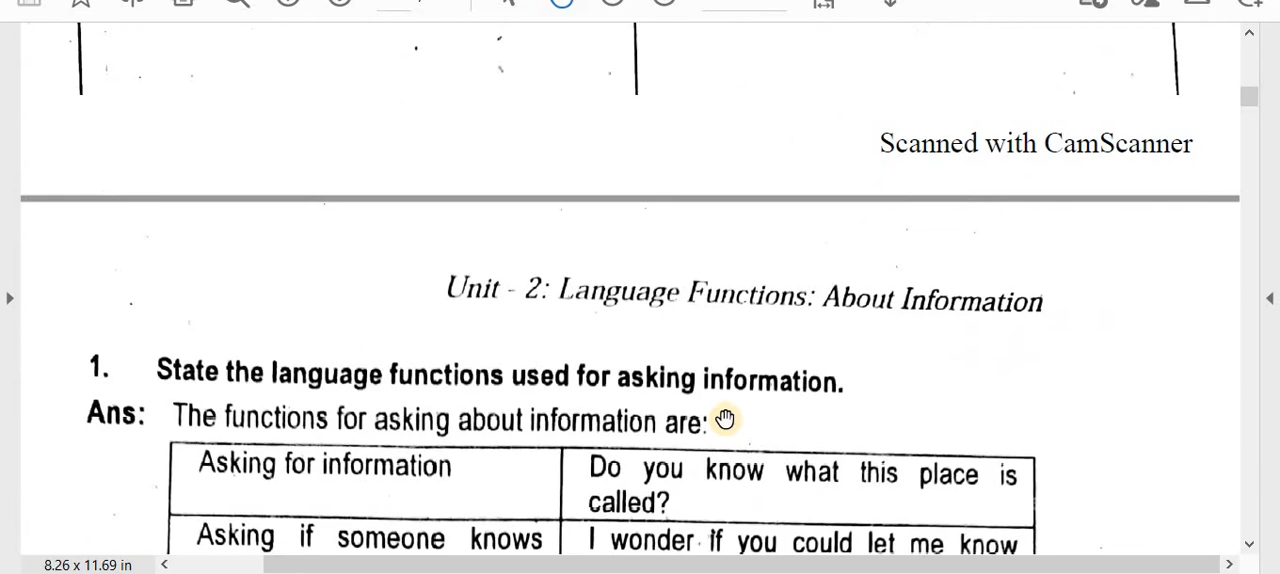 Scanned with CamScanner
Unit - 2: Language Functions: About Information
1. State the language functions used for asking information.
Ans: The functions for asking about information are:
Asking for information
Do you know what this place is
called?
Asking if someone knows
I wonder if you could let me know
8.26 x 11.69 in